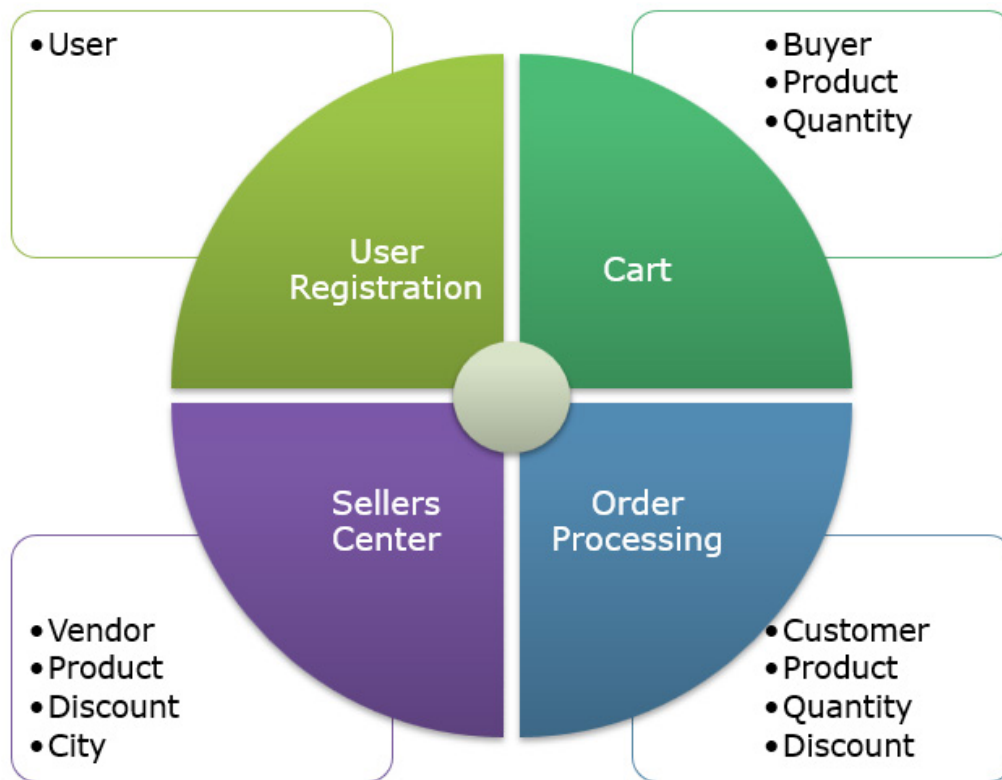 • User
• Buyer
• Product
• Quantity
User
Registration
Cart
Sellers
Center
Order
Processing
• Vendor
• Product
• Discount
• City
• Customer
• Product
• Quantity
• Discount